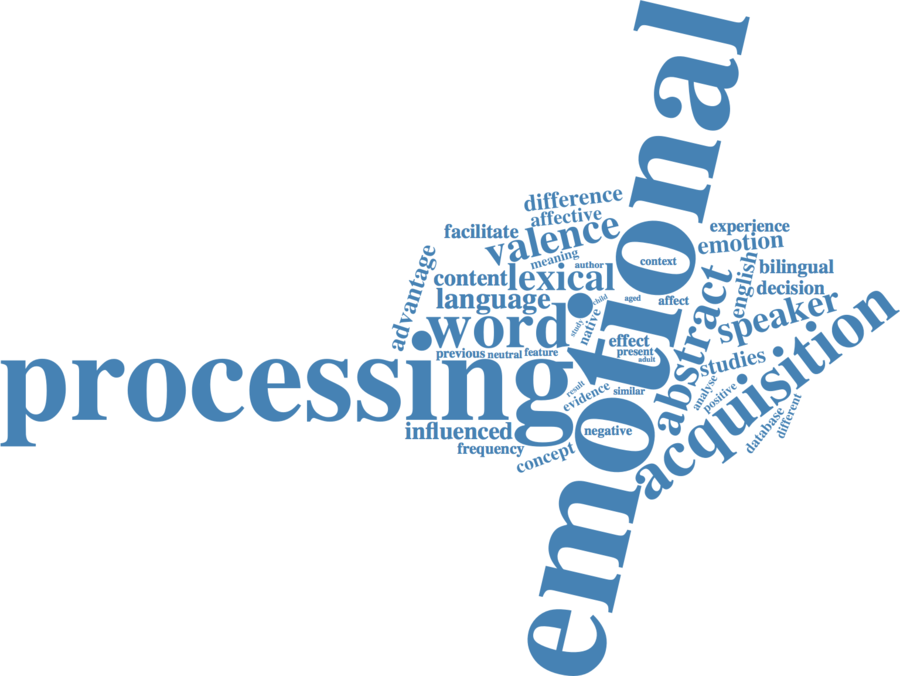 emotional
difference
affective
experience
facilitate
valence
emotion
meaning
context
author
bilingual
advantage
content
lexical
english
decision
language
child
aged
affect
abstract
word
study
native
speaker
effect
previous
neutral
feature
present
adult
studies
processing
acquisition
result
evidence
similar
analyse
positive
influenced
negative
database
different
frequency
concept